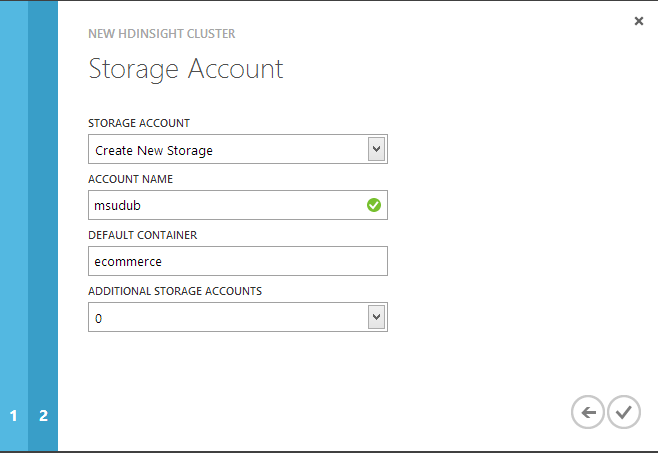 NEW HDINSIGHT CLUSTER
Storage Account
STORAGE ACCOUNT
Create New Storage
ACCOUNT NAME
msudub
DEFAULT CONTAINER
ecommerce
ADDITIONAL STORAGE ACCOUNTS
0
1 2